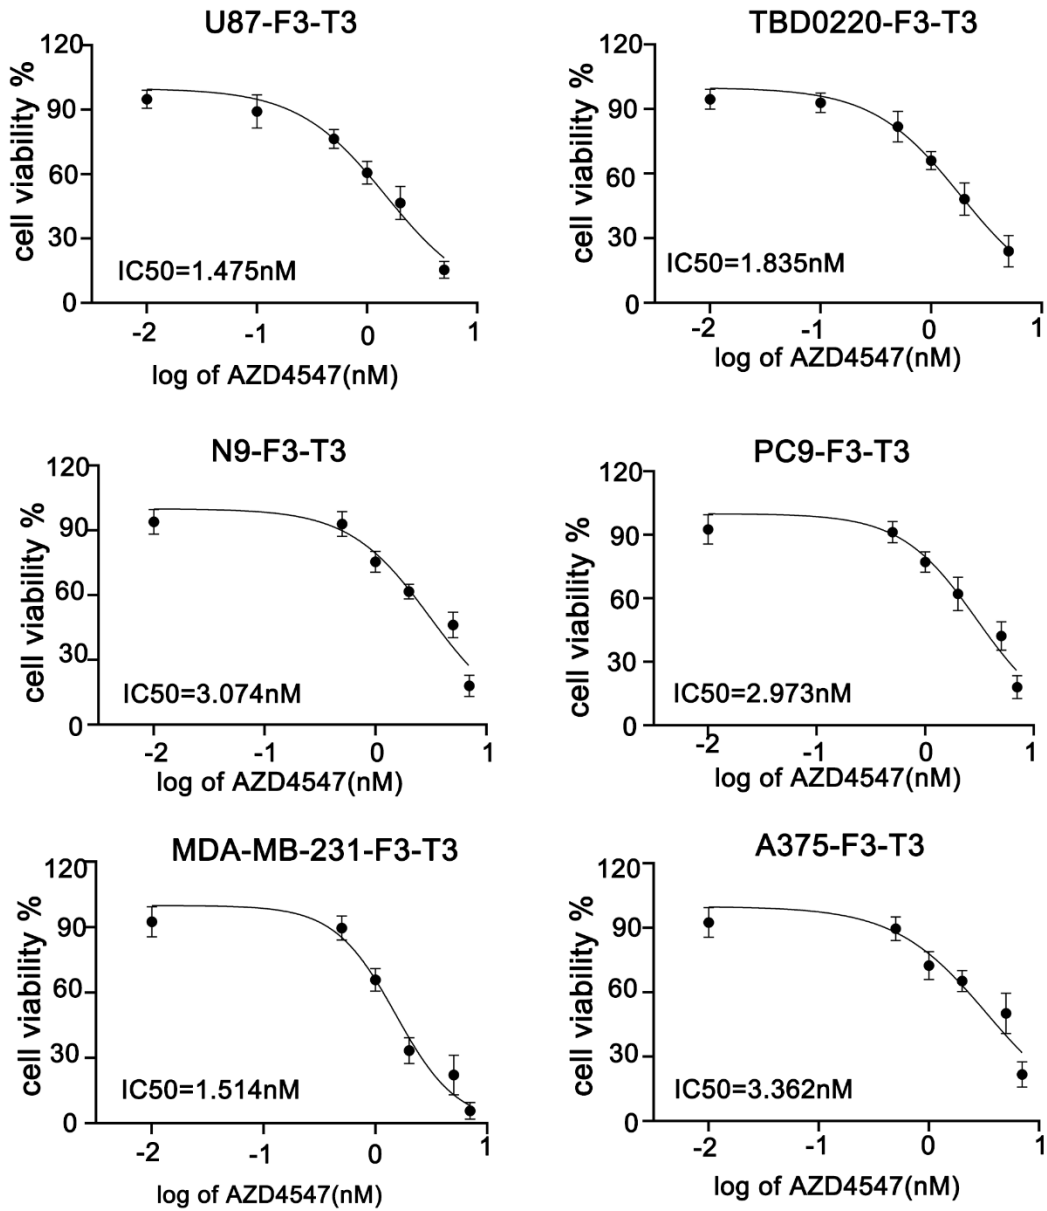 U87-F3-T3
120
90
60
30
0
cell viability %
IC50=1.475nM
-2
-1
0
1
log of AZD4547(nM)
TBD0220-F3-T3
120
90
60
30
0
cell viability %
IC50=1.835nM
-2
-1
0
1
log of AZD4547(nM)
N9-F3-T3
120
90
60
30
0
cell viability %
IC50=3.074nM
-2
-1
0
1
log of AZD4547(nM)
PC9-F3-T3
120
90
60
30
0
cell viability %
IC50=2.973nM
-2
-1
0
1
log of AZD4547(nM)
MDA-MB-231-F3-T3
120
90
60
30
0
cell viability %
IC50=1.514nM
-2
-1
0
1
log of AZD4547(nM)
A375-F3-T3
120
90
60
30
0
cell viability %
IC50=3.362nM
-2
-1
0
1
log of AZD4547(nM)